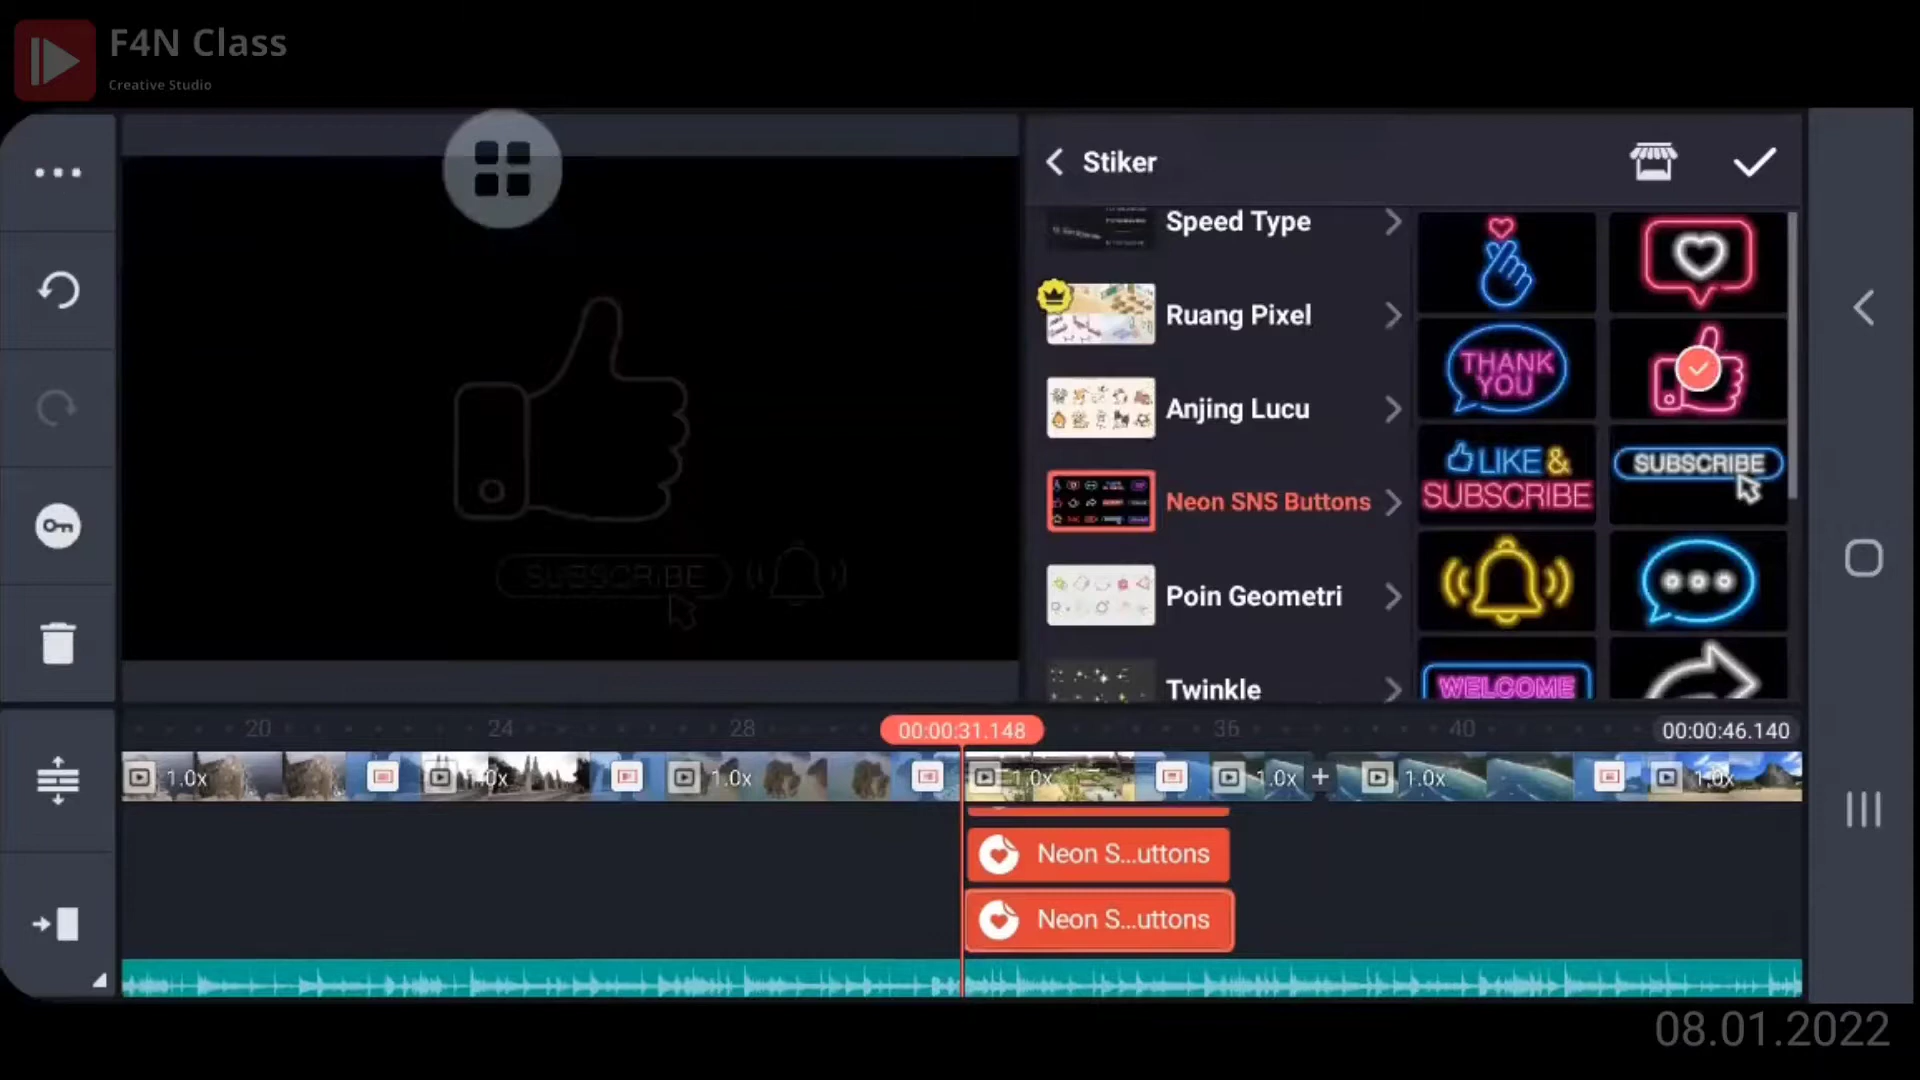 F4N Class
Creative Studio
Stiker
Speed Type
Ruang Pixel
Anjing Lucu
Neon SNS Buttons
Poin Geometri
Twinkle
THANK
YOU
LIKE &
SUBSCRIBE
SUBSCRIBE
WELCOME
SUBSCRIBE
20
24
28
00:00:31.148
36
40
00:00:46.140
1.0x
1.0x
1.0x
1.0x
1.0x
1.0x
1.0x
Neon S...uttons
Neon S...uttons
08.01.2022